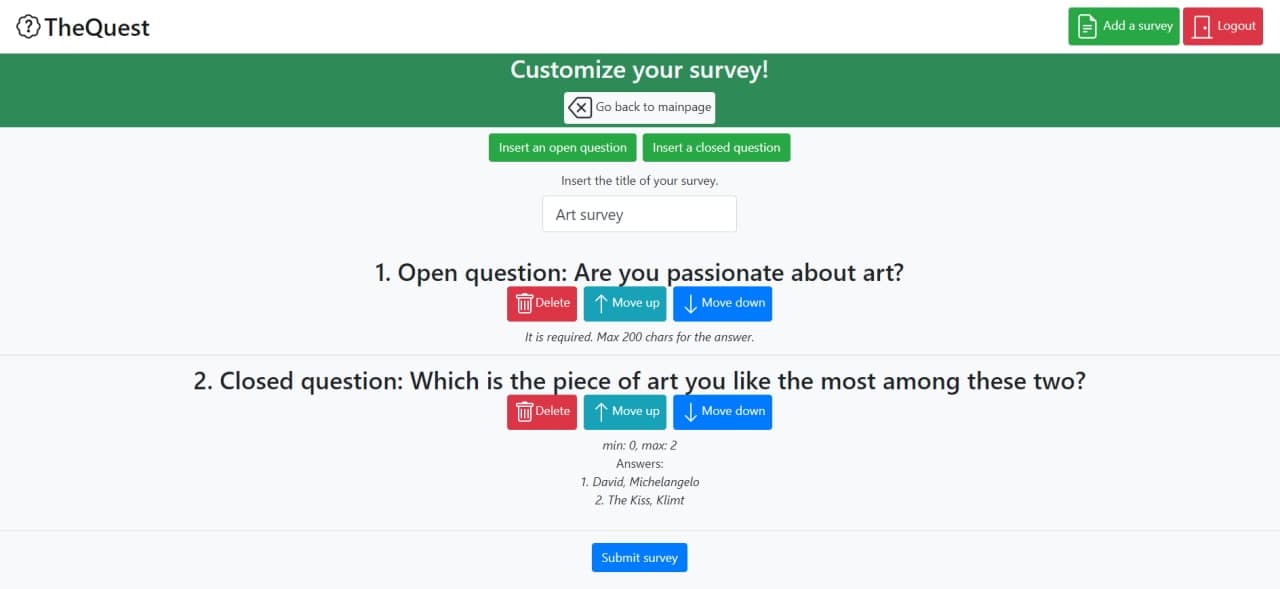 TheQuest
Add a survey
Logout
Customize your survey!
Go back to mainpage
Insert an open question
Insert a closed question
Insert the title of your survey.
Art survey
1. Open question: Are you passionate about art?
Delete
Move up
Move down
It is required. Max 200 chars for the answer.
2. Closed question: Which is the piece of art you like the most among these two?
Delete
Move up
Move down
min: 0, max: 2
Answers:
1. David, Michelangelo
2. The Kiss, Klimt
Submit survey